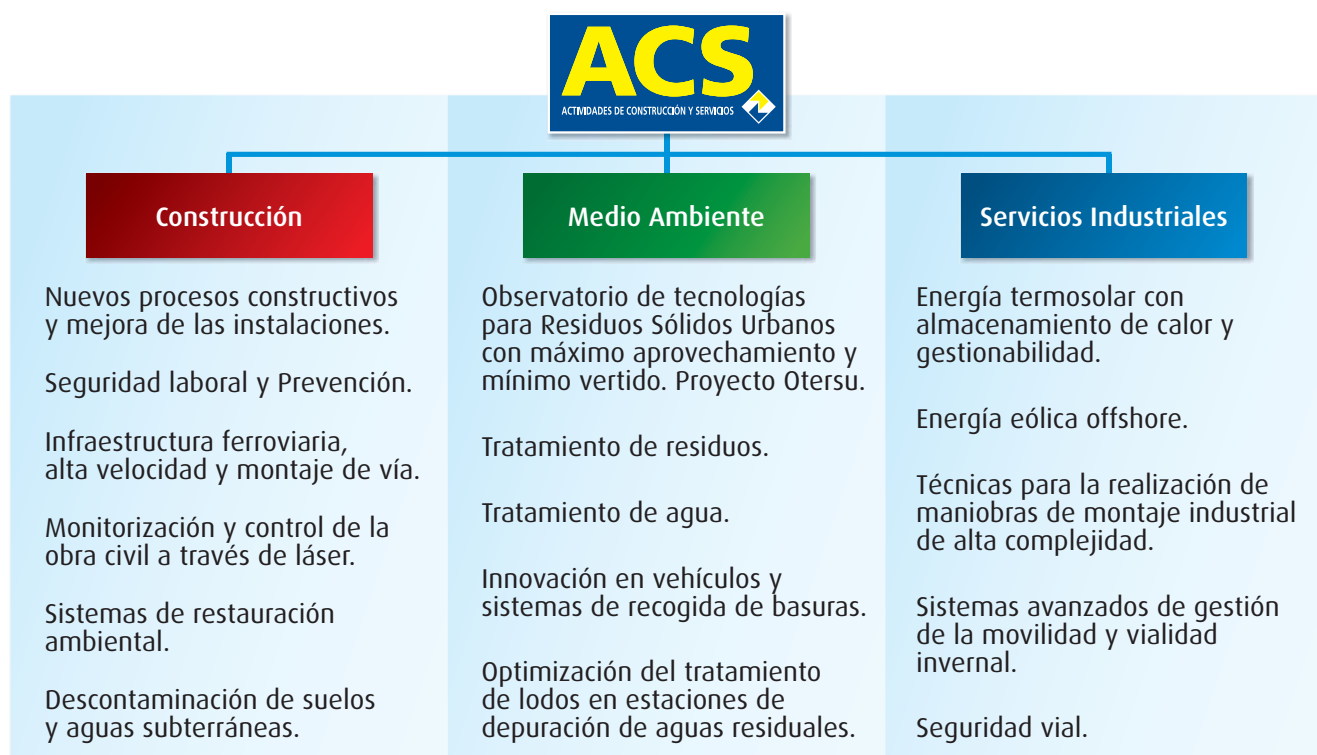 ACS
ACTIVIDADES DE CONSTRUCCIÓN Y SERVICIOS
Construcción
Nuevos procesos constructivos
y mejora de las instalaciones.
Seguridad laboral y Prevención.
Infraestructura ferroviaria,
alta velocidad y montaje de vía.
Monitorización y control de la
obra civil a través de láser.
Sistemas de restauración
ambiental.
Descontaminación de suelos
y aguas subterráneas.
Medio Ambiente
Observatorio de tecnologías
para Residuos Sólidos Urbanos
con máximo aprovechamiento y
mínimo vertido. Proyecto Otersu.
Tratamiento de residuos.
Tratamiento de agua.
Innovación en vehículos y
sistemas de recogida de basuras.
Optimización del tratamiento
de lodos en estaciones de
depuración de aguas residuales.
Servicios Industriales
Energía termosolar con
almacenamiento de calor y
gestionabilidad.
Energía eólica offshore.
Técnicas para la realización de
maniobras de montaje industrial
de alta complejidad.
Sistemas avanzados de gestión
de la movilidad y vialidad
invernal.
Seguridad vial.